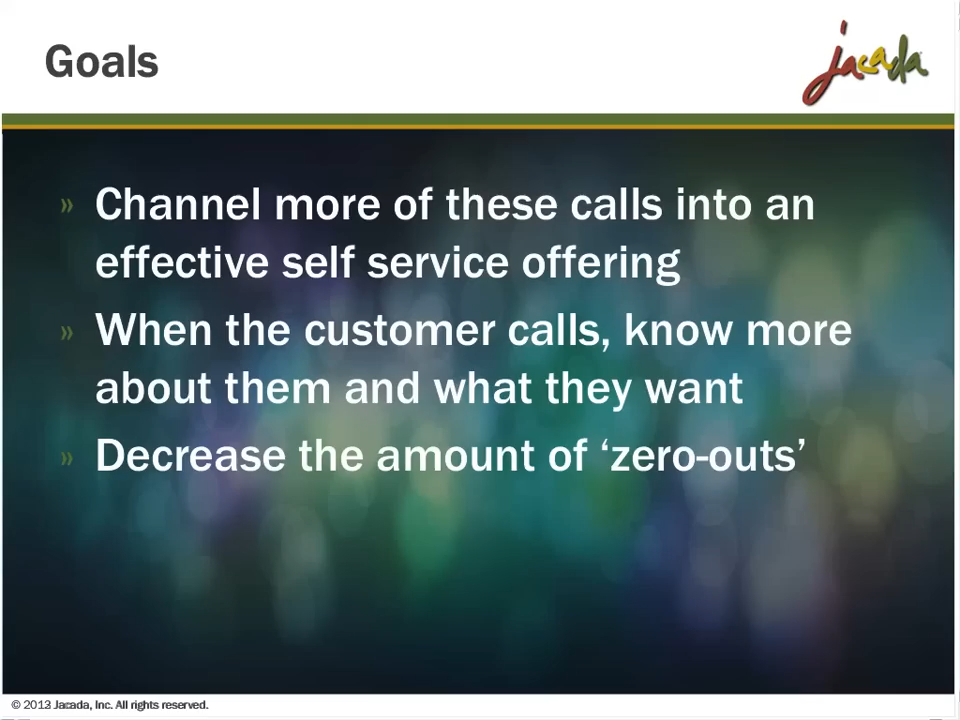 Goals
jacada
» Channel more of these calls into an
effective self service offering
» When the customer calls, know more
about them and what they want
» Decrease the amount of ‘zero-outs’
© 2013 Jacada, Inc. All rights reserved.